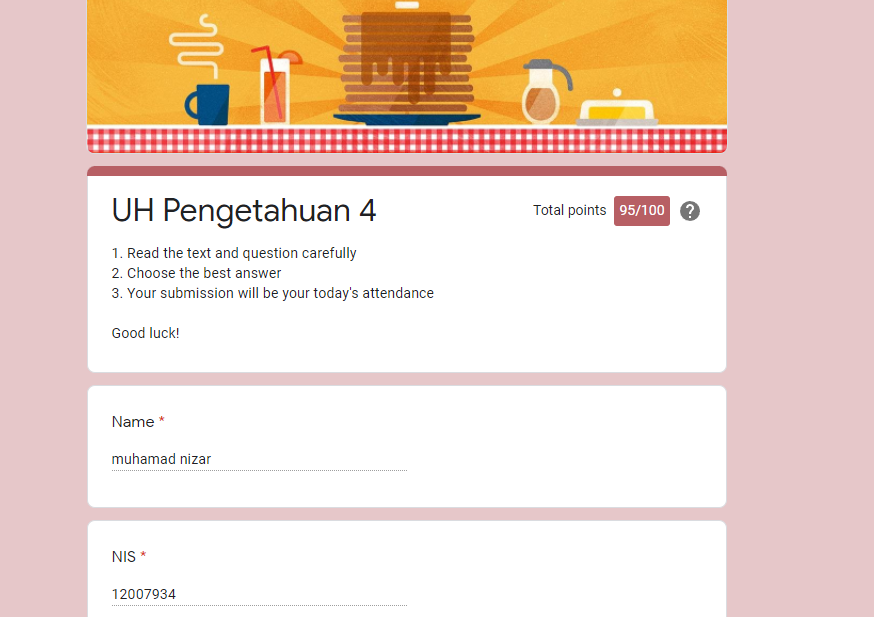 UH Pengetahuan 4
Total points 95/100
1. Read the text and question carefully
2. Choose the best answer
3. Your submission will be your today's attendance
Good luck!
Name *
muhamad nizar
NIS *
12007934